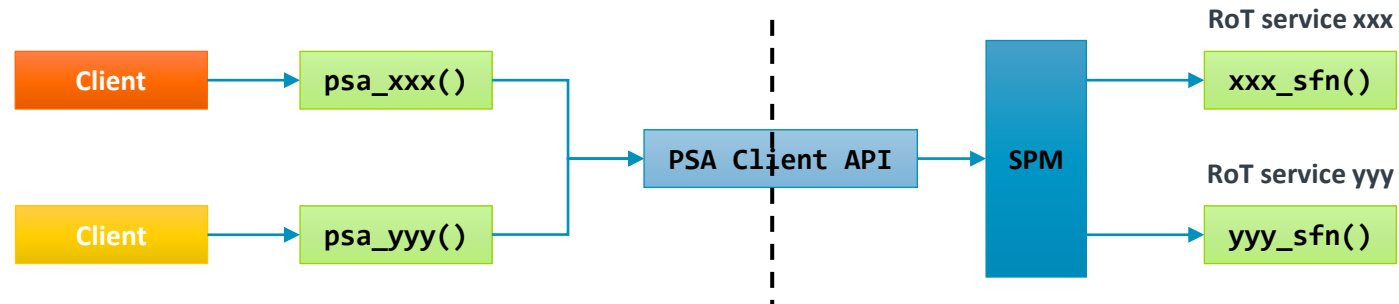 RoT service xxx
Client
psa_xxx()
xxx_sfn()
PSA Client API
SPM
RoT service yyy
Client
psa_yyy()
yyy_sfn()